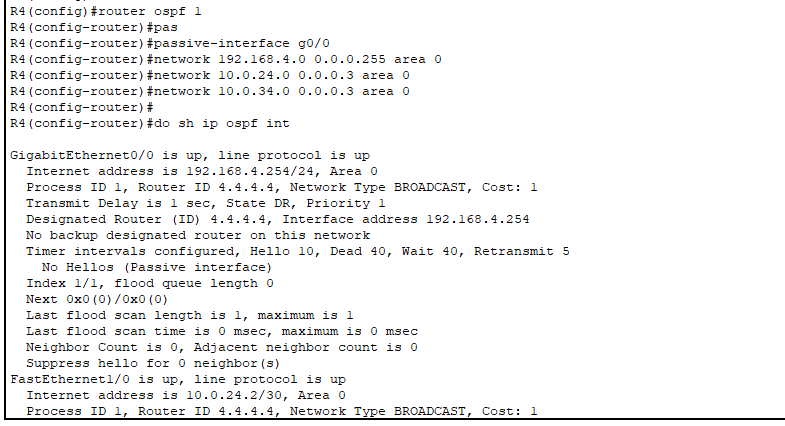 R4(config)#router ospf 1
R4(config-router)#pas
R4(config-router)#passive-interface g0/0
R4(config-router)#network 192.168.4.0 0.0.0.255 area 0
R4(config-router)#network 10.0.24.0 0.0.0.3 area 0
R4(config-router)#network 10.0.34.0 0.0.0.3 area 0
R4(config-router)#
R4(config-router)#do sh ip ospf int
GigabitEthernet0/0 is up, line protocol is up
Internet address is 192.168.4.254/24, Area 0
Process ID 1, Router ID 4.4.4.4, Network Type BROADCAST, Cost: 1
Transmit Delay is 1 sec, State DR, Priority 1
Designated Router (ID) 4.4.4.4, Interface address 192.168.4.254
No backup designated router on this network
Timer intervals configured, Hello 10, Dead 40, Wait 40, Retransmit 5
No Hellos (Passive interface)
Index 1/1, flood queue length 0
Next 0x0(0)/0x0(0)
Last flood scan length is 1, maximum is 1
Last flood scan time is 0 msec, maximum is 0 msec
Neighbor Count is 0, Adjacent neighbor count is 0
Suppress hello for 0 neighbor(s)
FastEthernet1/0 is up, line protocol is up
Internet address is 10.0.24.2/30, Area 0
Process ID 1, Router ID 4.4.4.4, Network Type BROADCAST, Cost: 1